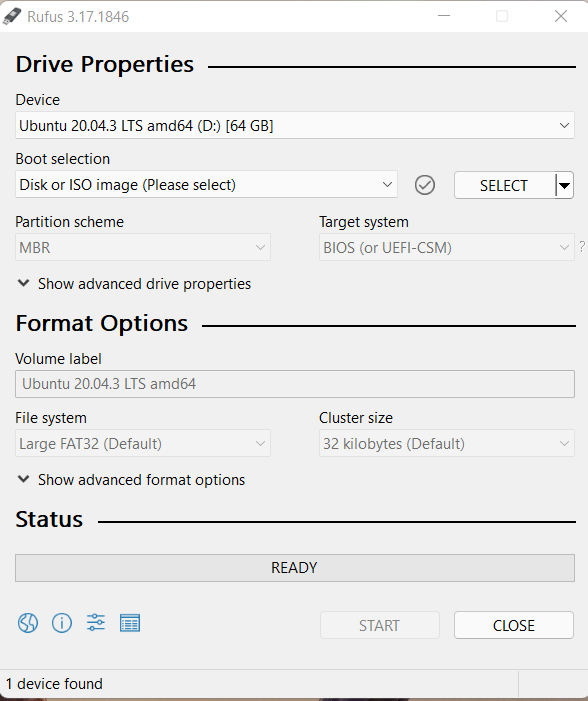 Rufus 3.17.1846
Drive Properties
Device
Ubuntu 20.04.3 LTS amd64 (D:) [64 GB]
Boot selection
Disk or ISO image (Please select)
SELECT
Partition scheme
Target system
MBR
BIOS (or UEFI-CSM)
?
Show advanced drive properties
Format Options
Volume label
Ubuntu 20.04.3 LTS amd64
File system
Cluster size
Large FAT32 (Default)
32 kilobytes (Default)
Show advanced format options
Status
READY
START
CLOSE
1 device found